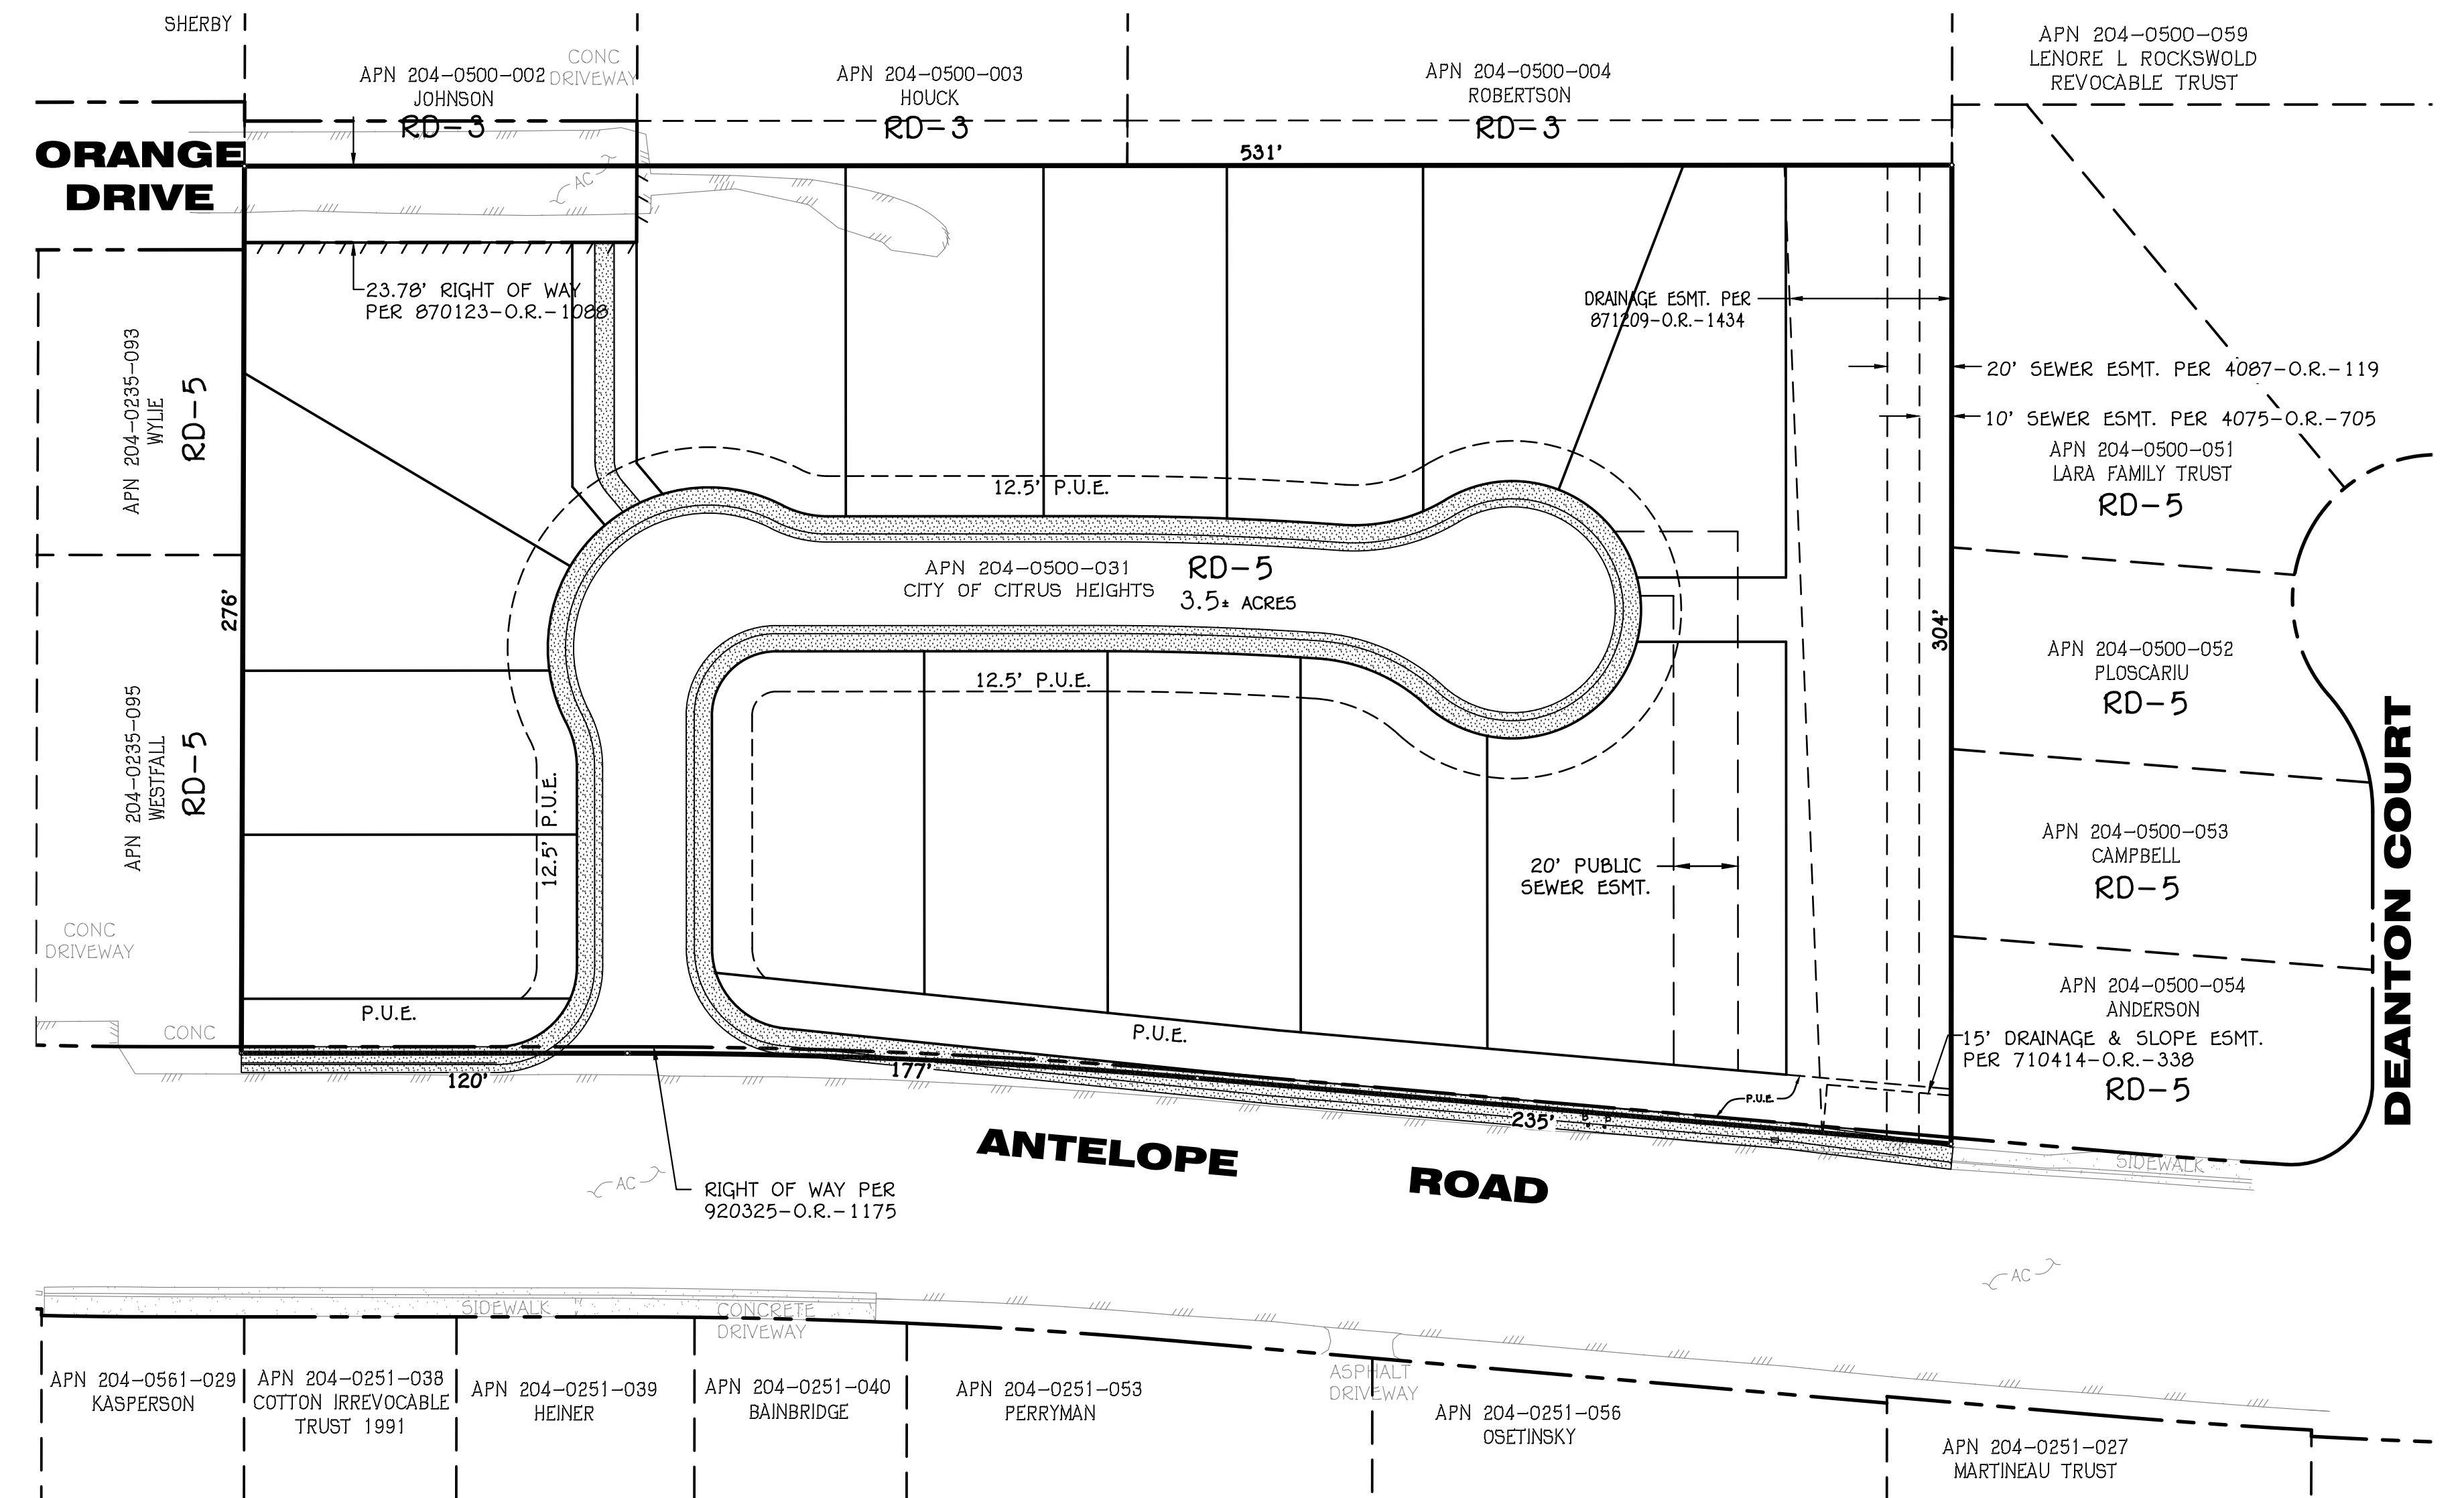 SHERBY
APN 204-0500-002
JOHNSON
RD-3
CONC
DRIVEWAY
APN 204-0500-003
HOUCK
RD-3
APN 204-0500-004
ROBERTSON
RD-3
APN 204-0500-059
LENORE L ROCKSWOLD
REVOCABLE TRUST
ORANGE
DRIVE
531'
AC
23.78' RIGHT OF WAY
PER 870123-O.R.-1088
DRAINAGE ESMT. PER
871209-O.R.-1434
20' SEWER ESMT. PER 4087-O.R.-119
10' SEWER ESMT. PER 4075-O.R.-705
APN 204-0500-051
LARA FAMILY TRUST
RD-5
APN 204-0235-093
WYLIE
RD-5
12.5' P.U.E.
APN 204-0500-031
CITY OF CITRUS HEIGHTS
RD-5
3.5± ACRES
276'
304'
12.5' P.U.E.
APN 204-0500-052
PLOSCARIU
RD-5
APN 204-0235-095
WESTFALL
RD-5
12.5' P.U.E.
20' PUBLIC
SEWER ESMT.
APN 204-0500-053
CAMPBELL
RD-5
DEANTON COURT
CONC
DRIVEWAY
CONC
P.U.E.
P.U.E.
APN 204-0500-054
ANDERSON
15' DRAINAGE & SLOPE ESMT.
PER 710414-O.R.-338
RD-5
P.U.E.
120'
177'
235'
ANTELOPE ROAD
SIDEWALK
AC
RIGHT OF WAY PER
920325-O.R.-1175
AC
SIDEWALK
CONCRETE
DRIVEWAY
ASPHALT
DRIVEWAY
APN 204-0561-029
KASPERSON
APN 204-0251-038
COTTON IRREVOCABLE
TRUST 1991
APN 204-0251-039
HEINER
APN 204-0251-040
BAINBRIDGE
APN 204-0251-053
PERRYMAN
APN 204-0251-056
OSETINSKY
APN 204-0251-027
MARTINEAU TRUST